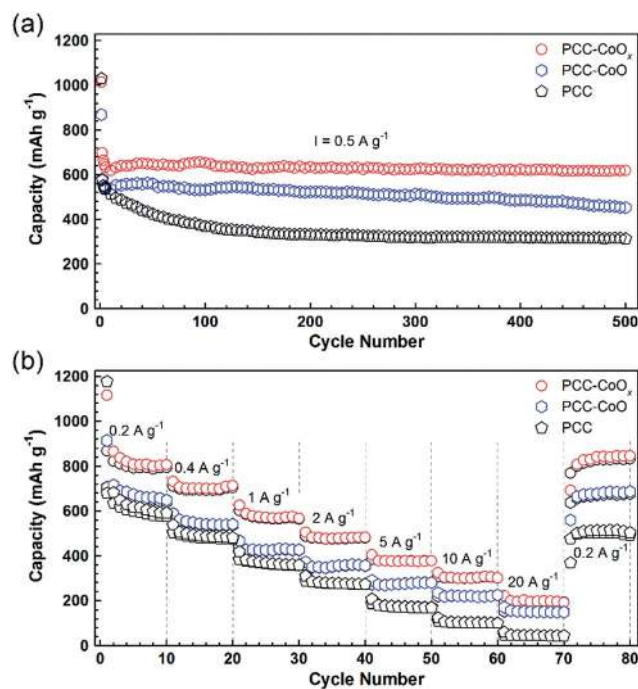 (a)
1200
1000
800
600
400
200
0
Capacity (mAh g⁻¹)
PCC-CoOₓ
PCC-CoO
PCC
I = 0.5 A g⁻¹
0 100 200 300 400 500
Cycle Number
(b)
1200
1000
800
600
400
200
0
Capacity (mAh g⁻¹)
PCC-CoOₓ
PCC-CoO
PCC
0.2 A g⁻¹
0.4 A g⁻¹
1 A g⁻¹
2 A g⁻¹
5 A g⁻¹
10 A g⁻¹
20 A g⁻¹
0.2 A g⁻¹
0 10 20 30 40 50 60 70 80
Cycle Number